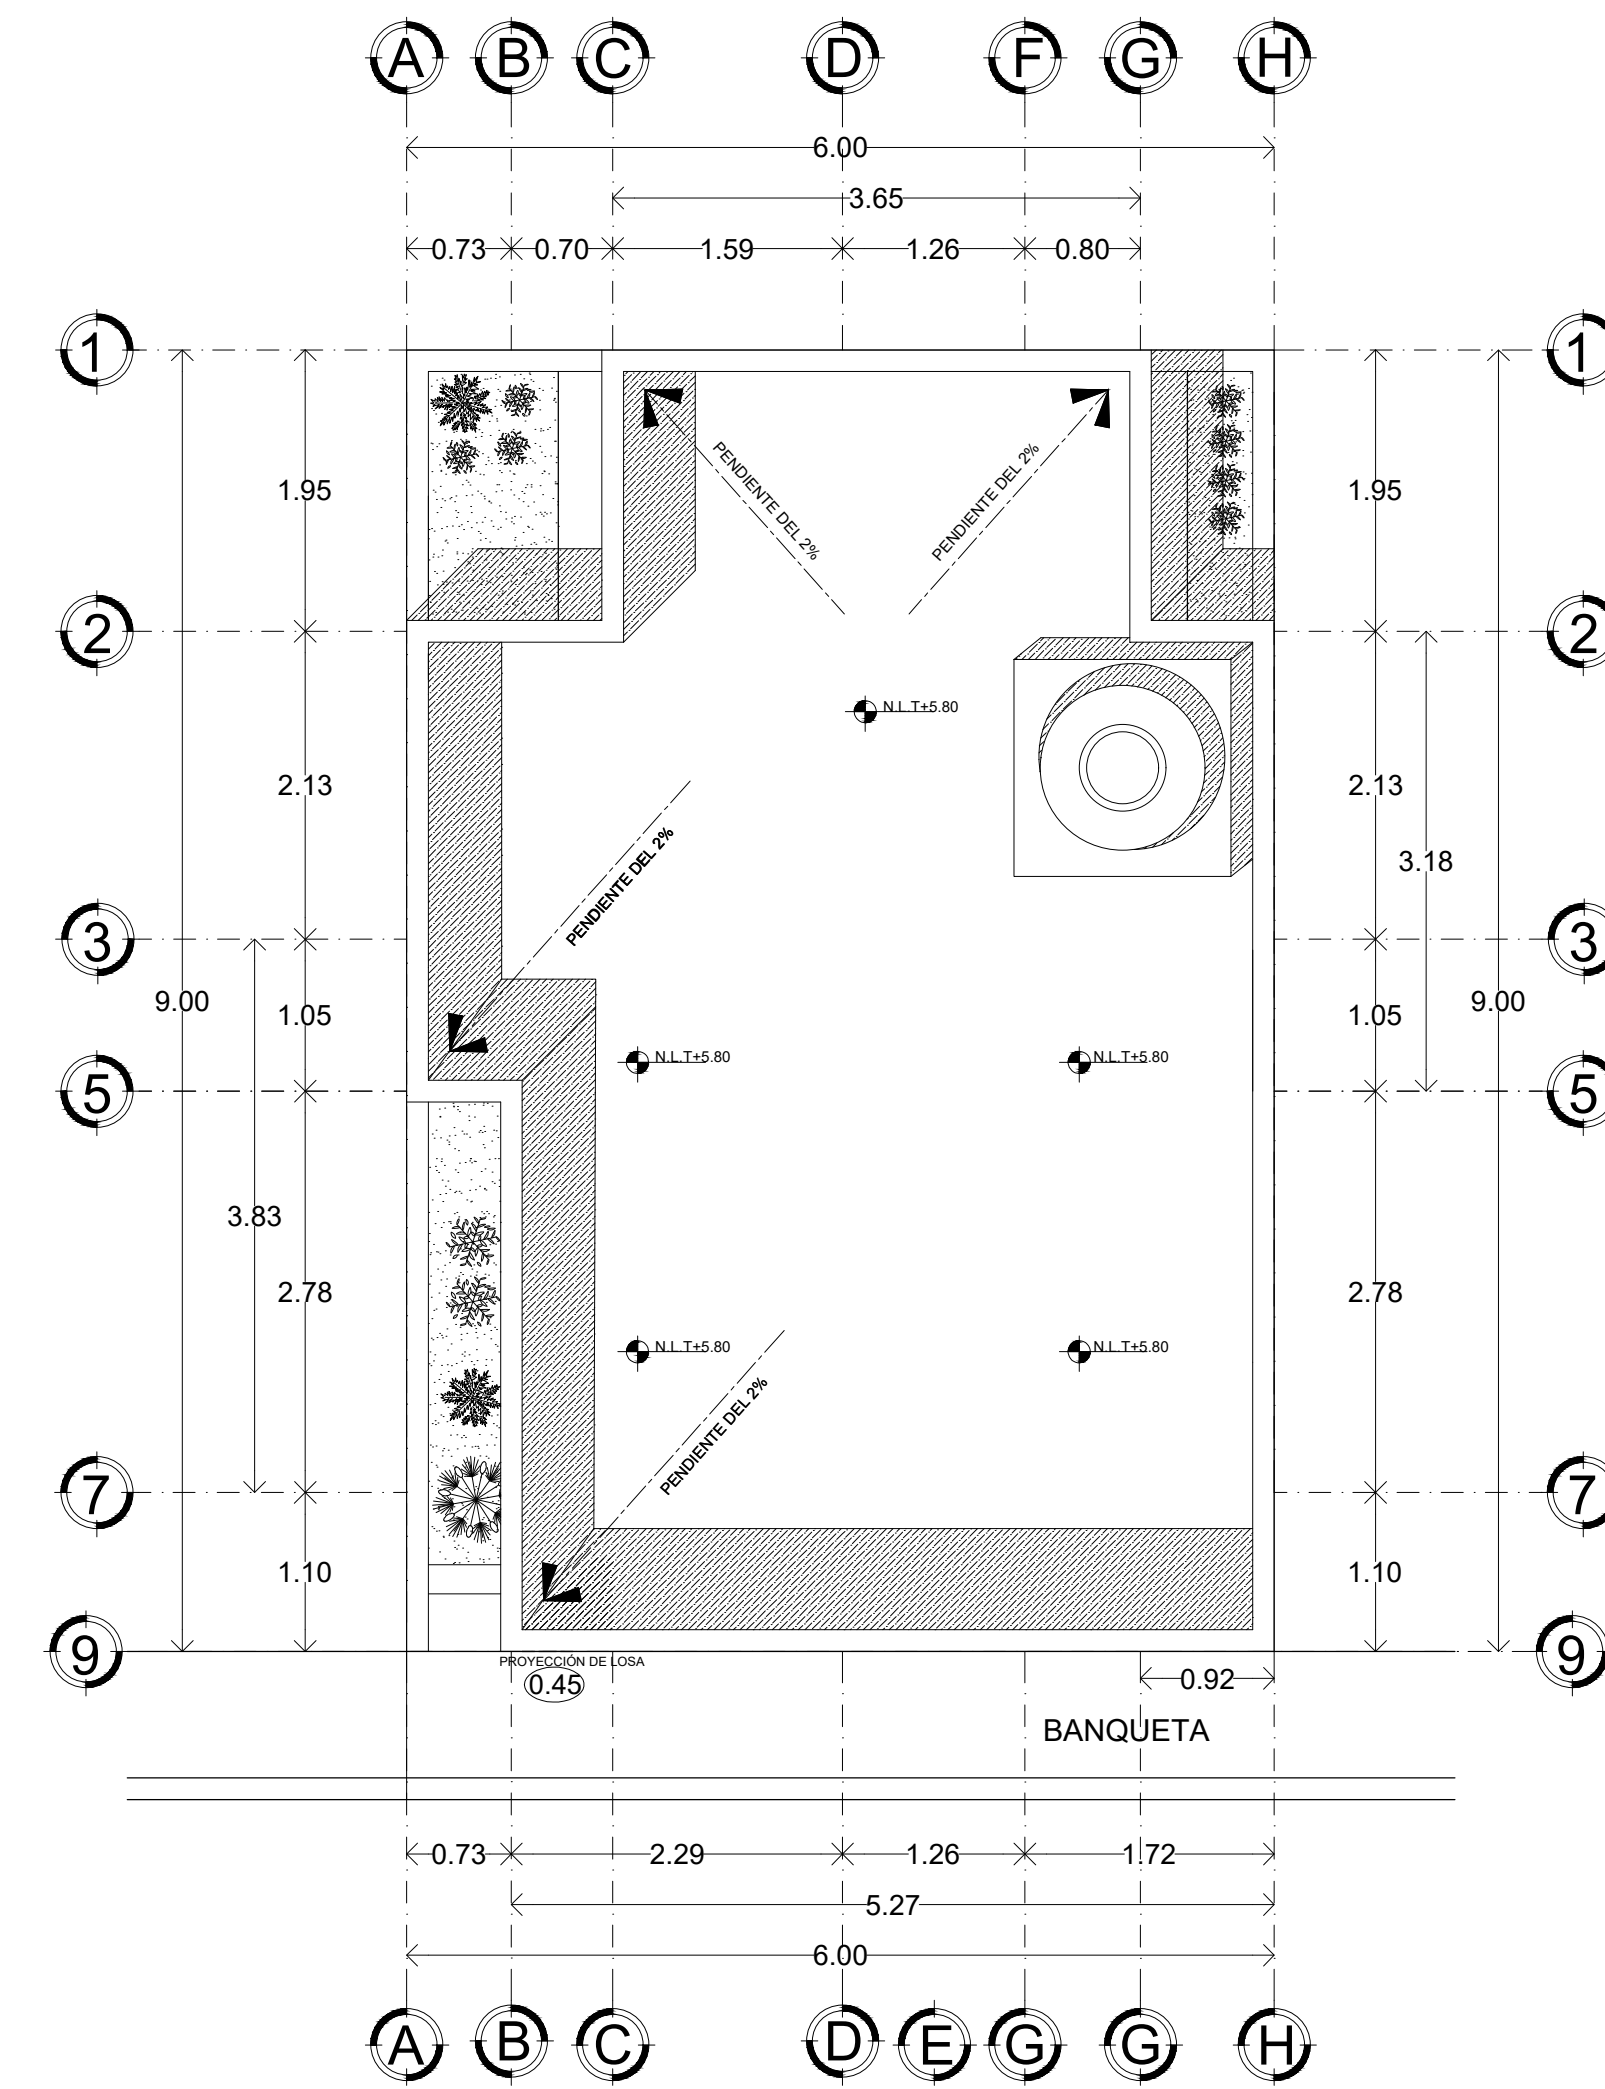 A B C D F G H
6.00
3.65
0.73 0.70 1.59 1.26 0.80
1 1
PENDIENTE DEL 2%
PENDIENTE DEL 2%
1.95 1.95
2 2
N.L.T+5.80
2.13 2.13
PENDIENTE DEL 2%
3.18
3 3
9.00 1.05 1.05 9.00
N.L.T+5.80 N.L.T+5.80
5 5
3.83
2.78 2.78
N.L.T+5.80 N.L.T+5.80
PENDIENTE DEL 2%
7 7
1.10 1.10
9 9
PROYECCIÓN DE LOSA
0.45 0.92
BANQUETA
0.73 2.29 1.26 1.72
5.27
6.00
A B C D E G G H